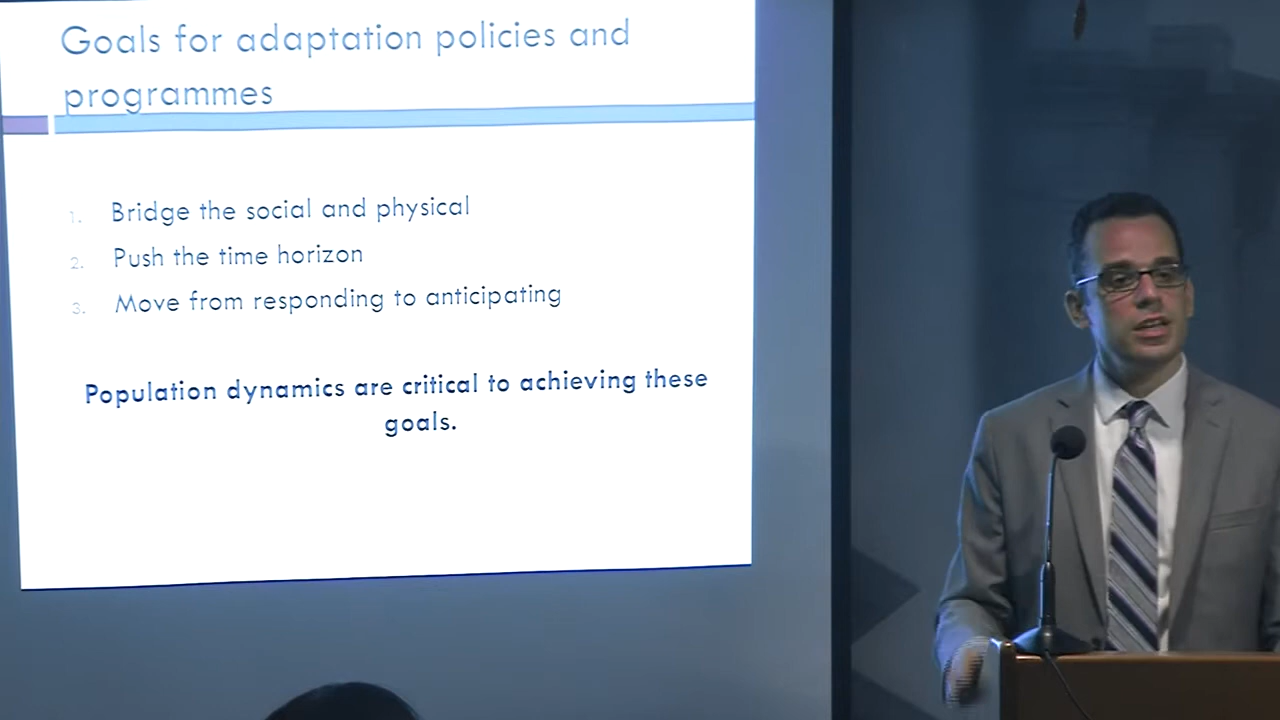 Goals for adaptation policies and
programmes
1. Bridge the social and physical
2. Push the time horizon
3. Move from responding to anticipating
Population dynamics are critical to achieving these
goals.